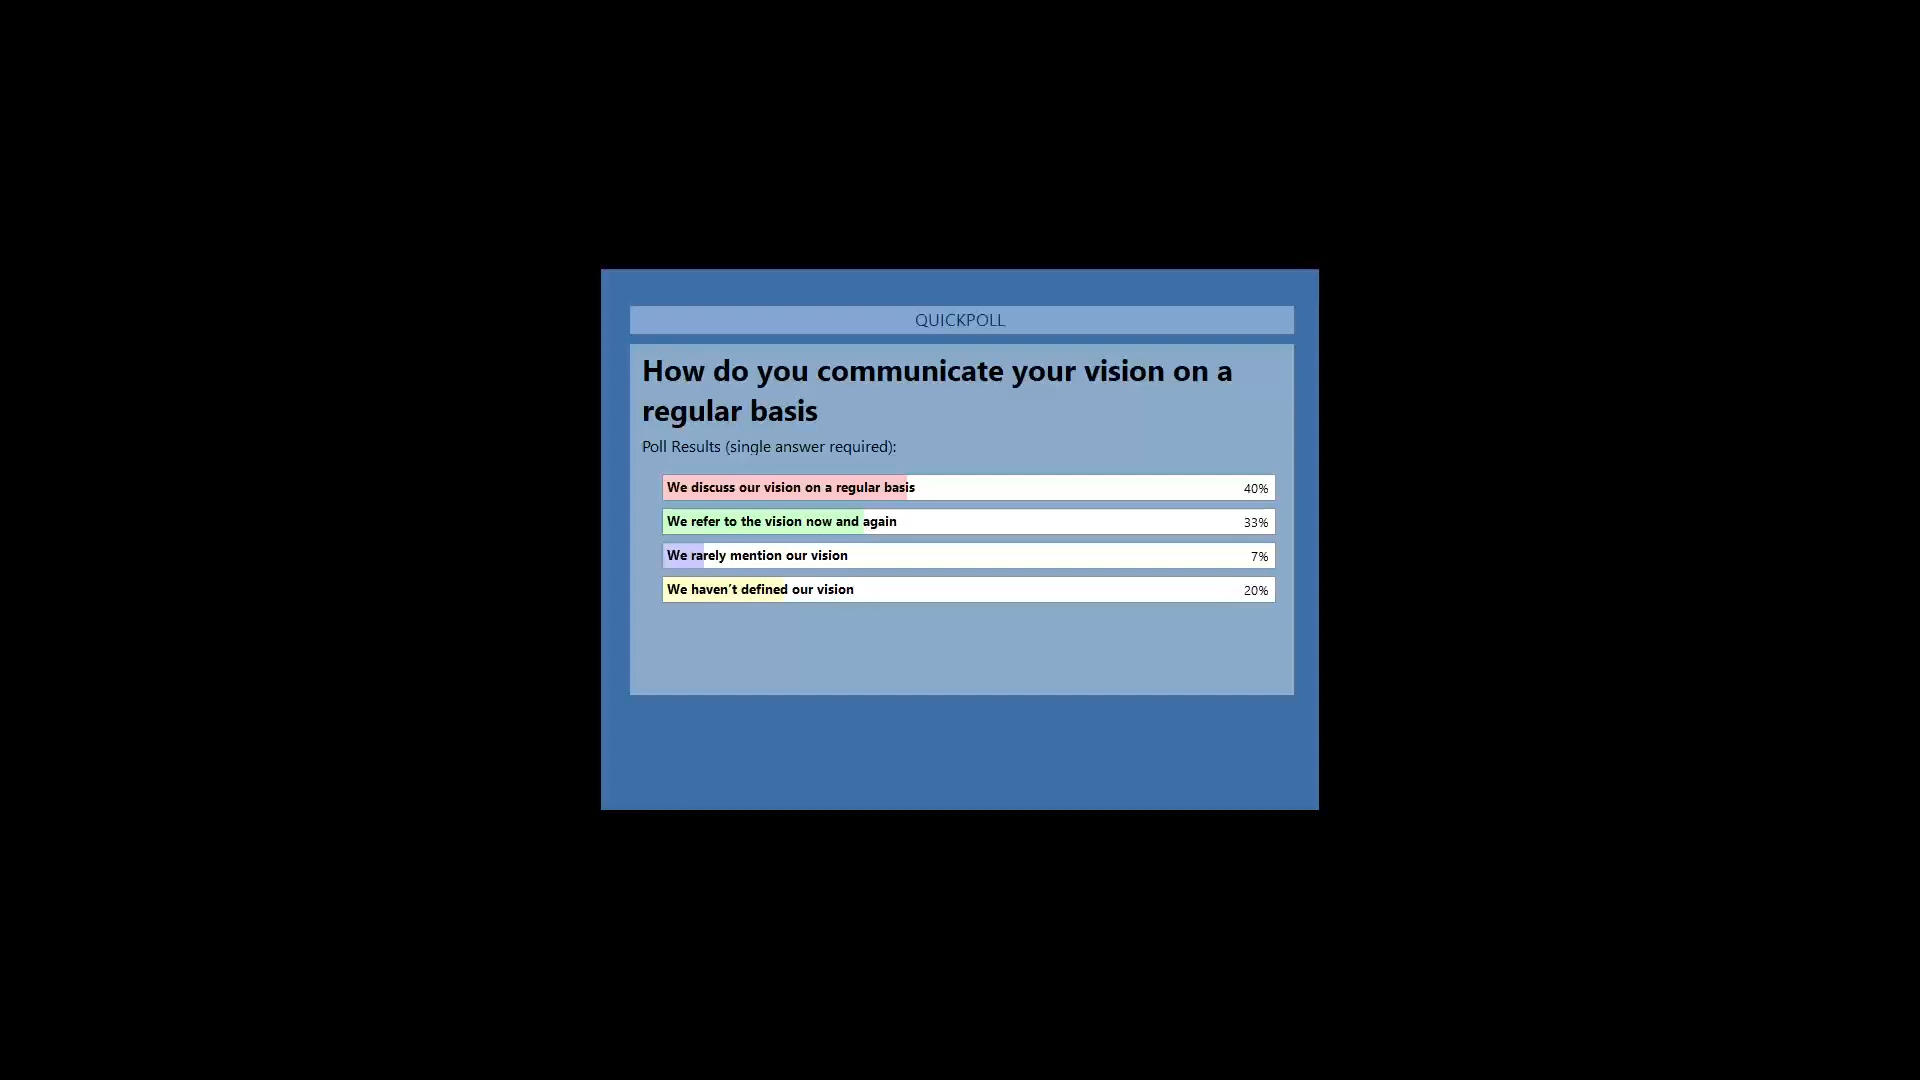 QUICKPOLL
How do you communicate your vision on a
regular basis
Poll Results (single answer required):
We discuss our vision on a regular basis 40%
We refer to the vision now and again 33%
We rarely mention our vision 7%
We haven’t defined our vision 20%